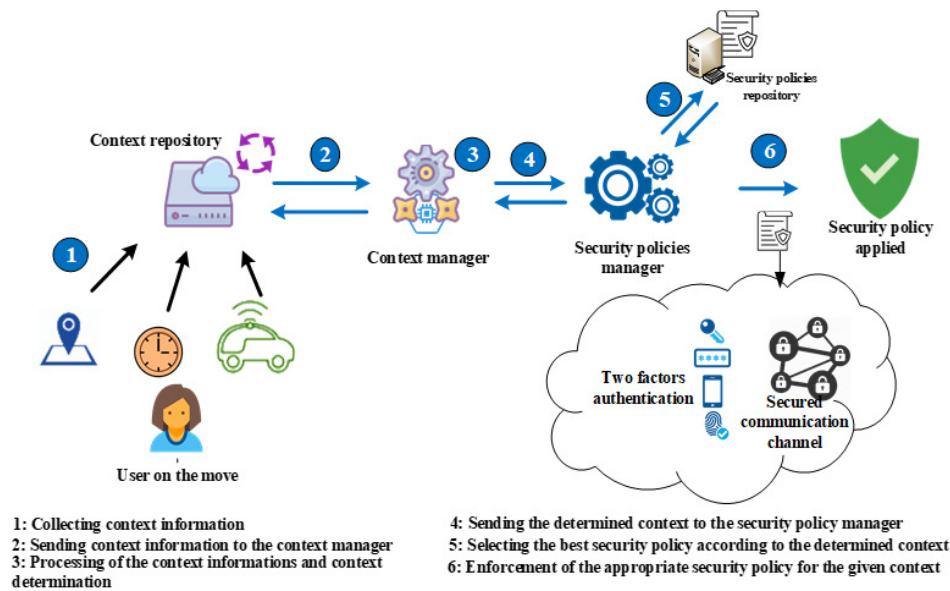 Security policies
repository
5
Context repository
2
3
4
6
1
Context manager
Security policies
manager
Security policy
applied
Two factors
authentication
Secured
communication
channel
User on the move
1: Collecting context information
2: Sending context information to the context manager
3: Processing of the context informations and context
determination
4: Sending the determined context to the security policy manager
5: Selecting the best security policy according to the determined context
6: Enforcement of the appropriate security policy for the given context